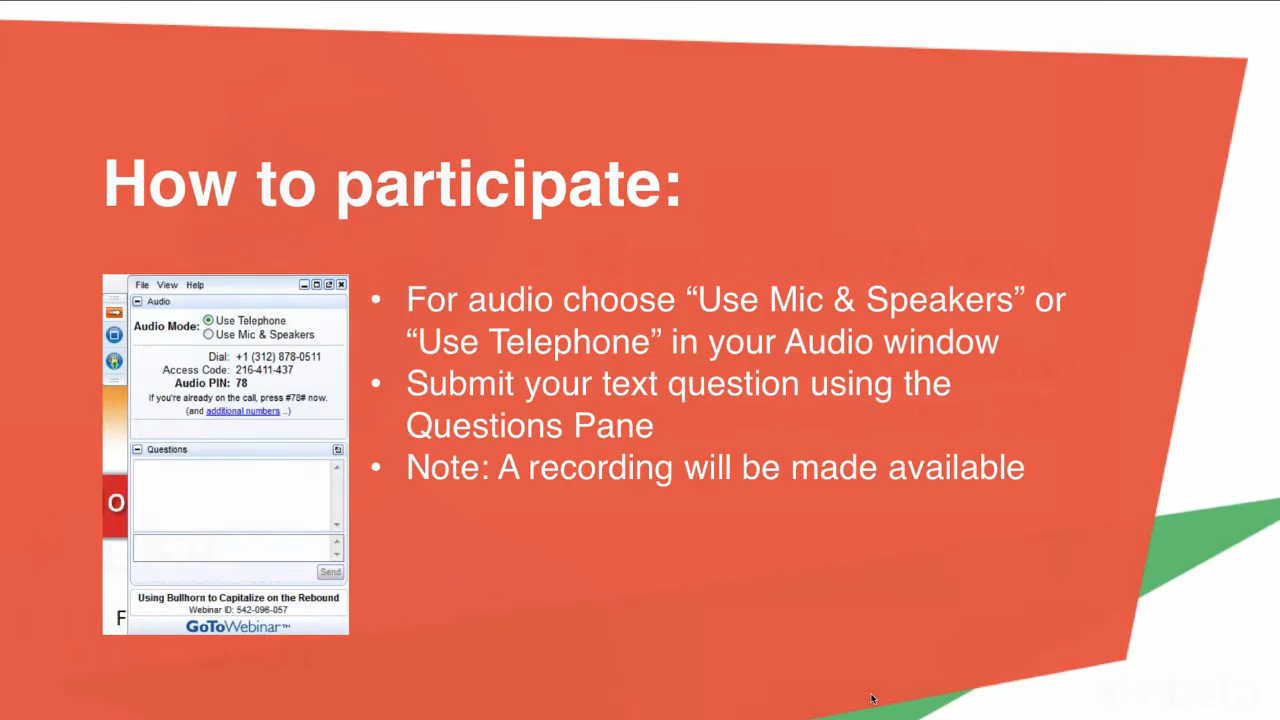 How to participate:
File View Help
Audio
Audio Mode: Use Telephone
Use Mic & Speakers
Dial: +1 (312) 878-0511
Access Code: 216-411-437
Audio PIN: 78
If you're already on the call, press #78# now.
(and additional numbers ..)
Questions
O
Send
Using Bullhorn to Capitalize on the Rebound
Webinar ID: 542-096-057
F
GoToWebinar™
• For audio choose “Use Mic & Speakers” or
“Use Telephone” in your Audio window
• Submit your text question using the
Questions Pane
• Note: A recording will be made available